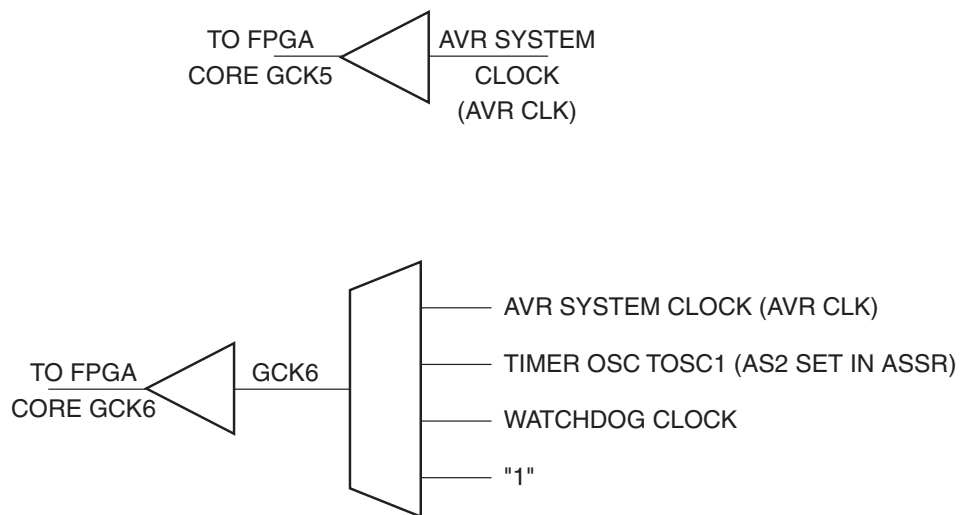 TO FPGA
CORE GCK5
AVR SYSTEM
CLOCK
(AVR CLK)
AVR SYSTEM CLOCK (AVR CLK)
TIMER OSC TOSC1 (AS2 SET IN ASSR)
TO FPGA
CORE GCK6
GCK6
WATCHDOG CLOCK
"1"